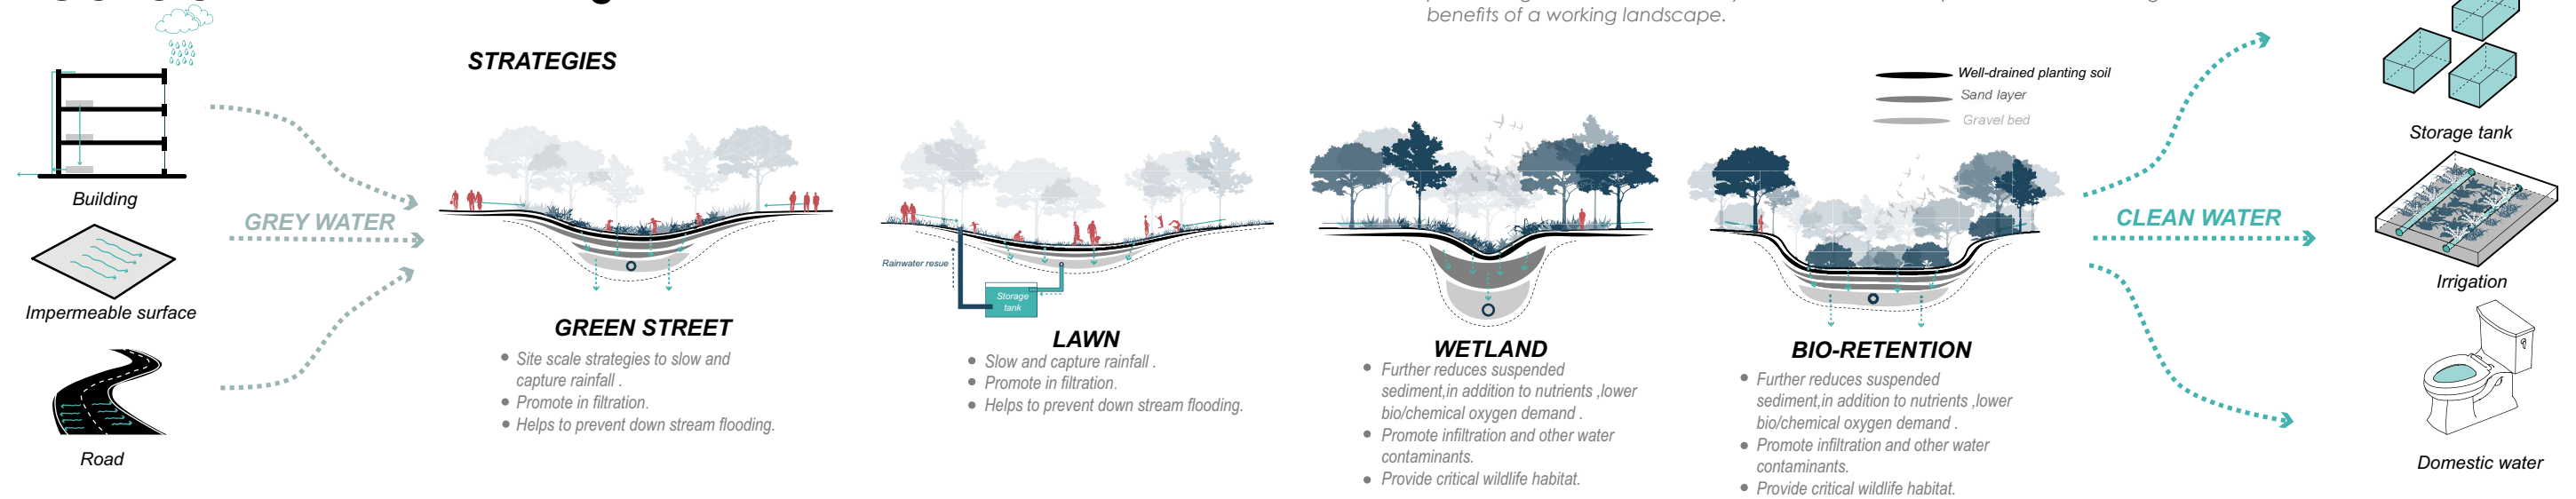 benefits of a working landscape.
STRATEGIES
Well-drained planting soil
Sand layer
Gravel bed
Building
Impermeable surface
Road
GREY WATER
Rainwater resue
Storage
tank
GREEN STREET
Site scale strategies to slow and
capture rainfall .
Promote in filtration.
Helps to prevent down stream flooding.
LAWN
Slow and capture rainfall .
Promote in filtration.
Helps to prevent down stream flooding.
WETLAND
Further reduces suspended
sediment,in addition to nutrients ,lower
bio/chemical oxygen demand .
Promote infiltration and other water
contaminants.
Provide critical wildlife habitat.
BIO-RETENTION
Further reduces suspended
sediment,in addition to nutrients ,lower
bio/chemical oxygen demand .
Promote infiltration and other water
contaminants.
Provide critical wildlife habitat.
CLEAN WATER
Storage tank
Irrigation
Domestic water